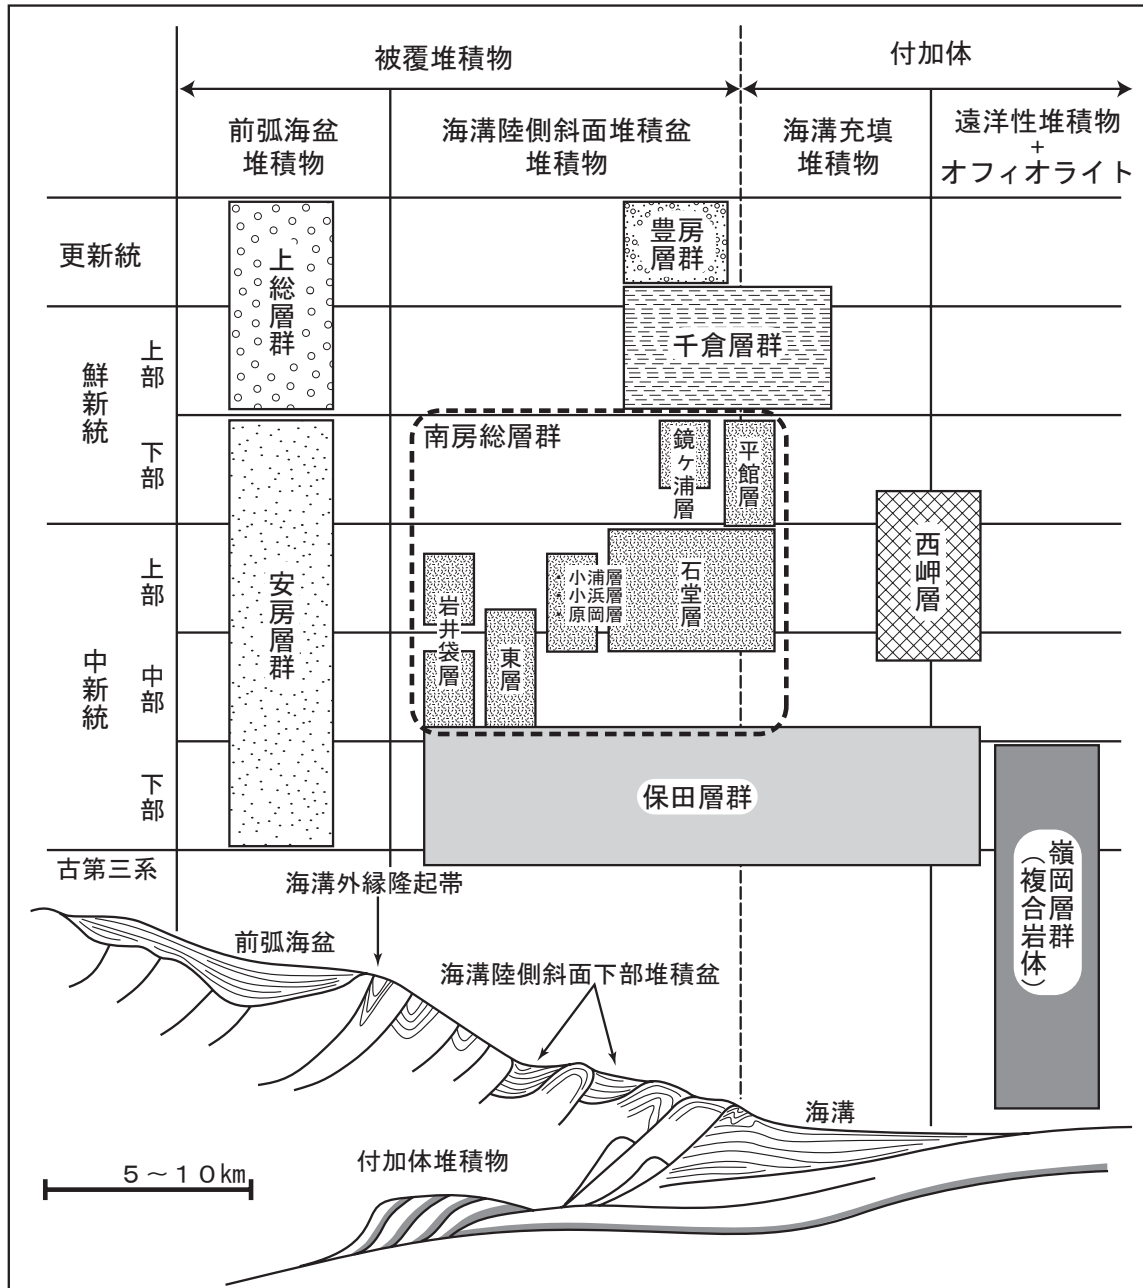 被覆堆積物
付加体
前弧海盆
堆積物
海溝陸側斜面堆積盆
堆積物
海溝充填
堆積物
遠洋性堆積物
+
オフィオライト
更新統
鮮新統
上部
下部
中新統
上部
中部
下部
古第三系
上総層群
豊房
層群
千倉層群
南房総層群
鏡ヶ浦層
平館層
安房層群
岩井袋層
東層
・小浦層
・小浜層
・原岡層
石堂層
西岬層
保田層群
嶺岡層群
(複合岩体)
海溝外縁隆起帯
前弧海盆
海溝陸側斜面下部堆積盆
海溝
付加体堆積物
5~10km